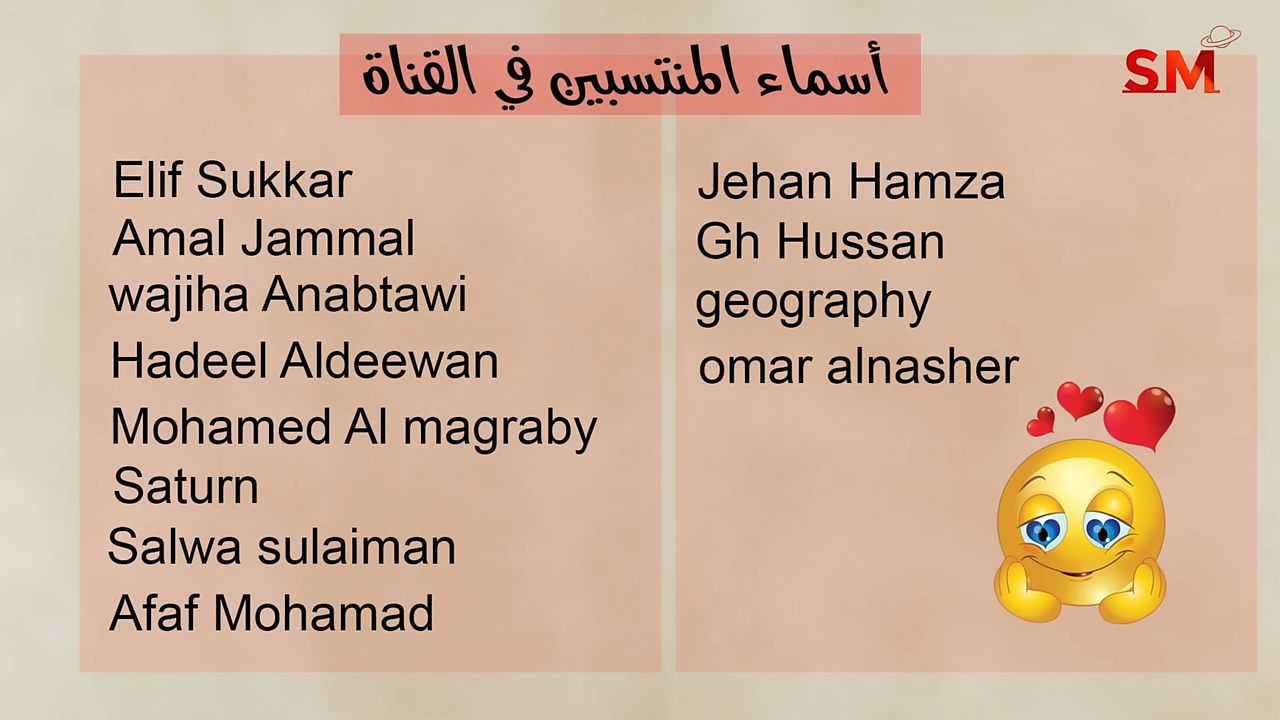 أسماء المنتسبين في القناة
SM
Elif Sukkar
Amal Jammal
wajiha Anabtawi
Hadeel Aldeewan
Mohamed Al magraby
Saturn
Salwa sulaiman
Afaf Mohamad
Jehan Hamza
Gh Hussan
geography
omar alnasher